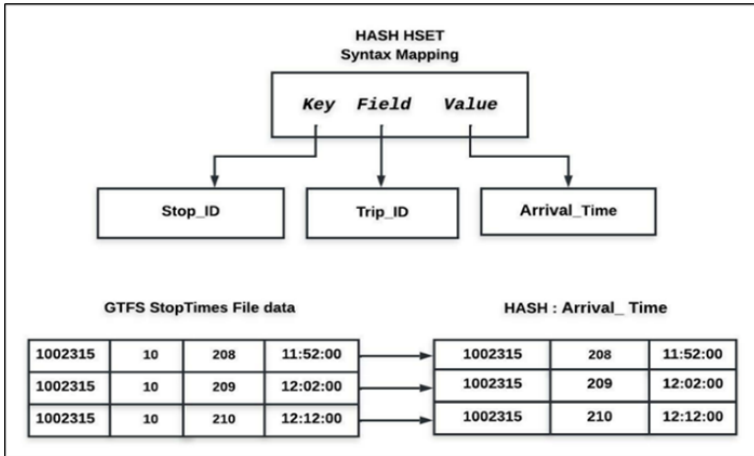 HASH HSET
Syntax Mapping
Key Field Value
Stop_ID Trip_ID Arrival_Time
GTFS StopTimes File data HASH : Arrival_ Time
1002315 10 208 11:52:00 1002315 208 11:52:00
1002315 10 209 12:02:00 1002315 209 12:02:00
1002315 10 210 12:12:00 1002315 210 12:12:00